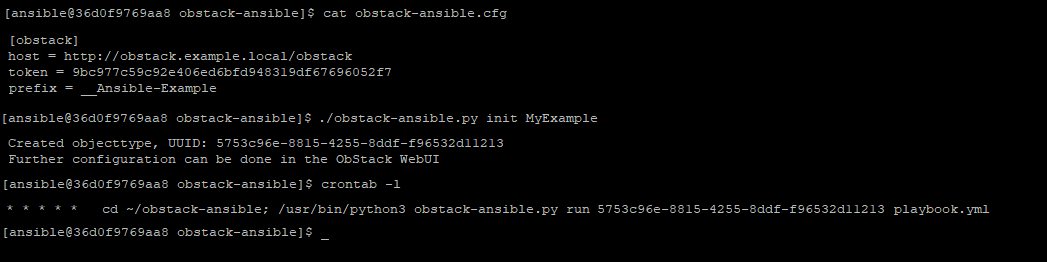 [ansible@36d0f9769aa8 obstack-ansible]$ cat obstack-ansible.cfg
[obstack]
host = http://obstack.example.local/obstack
token = 9bc977c59c92e406ed6bfd948319df67696052f7
prefix = __Ansible-Example
[ansible@36d0f9769aa8 obstack-ansible]$ ./obstack-ansible.py init MyExample
Created objecttype, UUID: 5753c96e-8815-4255-8ddf-f96532d11213
Further configuration can be done in the ObStack WebUI
[ansible@36d0f9769aa8 obstack-ansible]$ crontab -l
* * * * * cd ~/obstack-ansible; /usr/bin/python3 obstack-ansible.py run 5753c96e-8815-4255-8ddf-f96532d11213 playbook.yml
[ansible@36d0f9769aa8 obstack-ansible]$ _